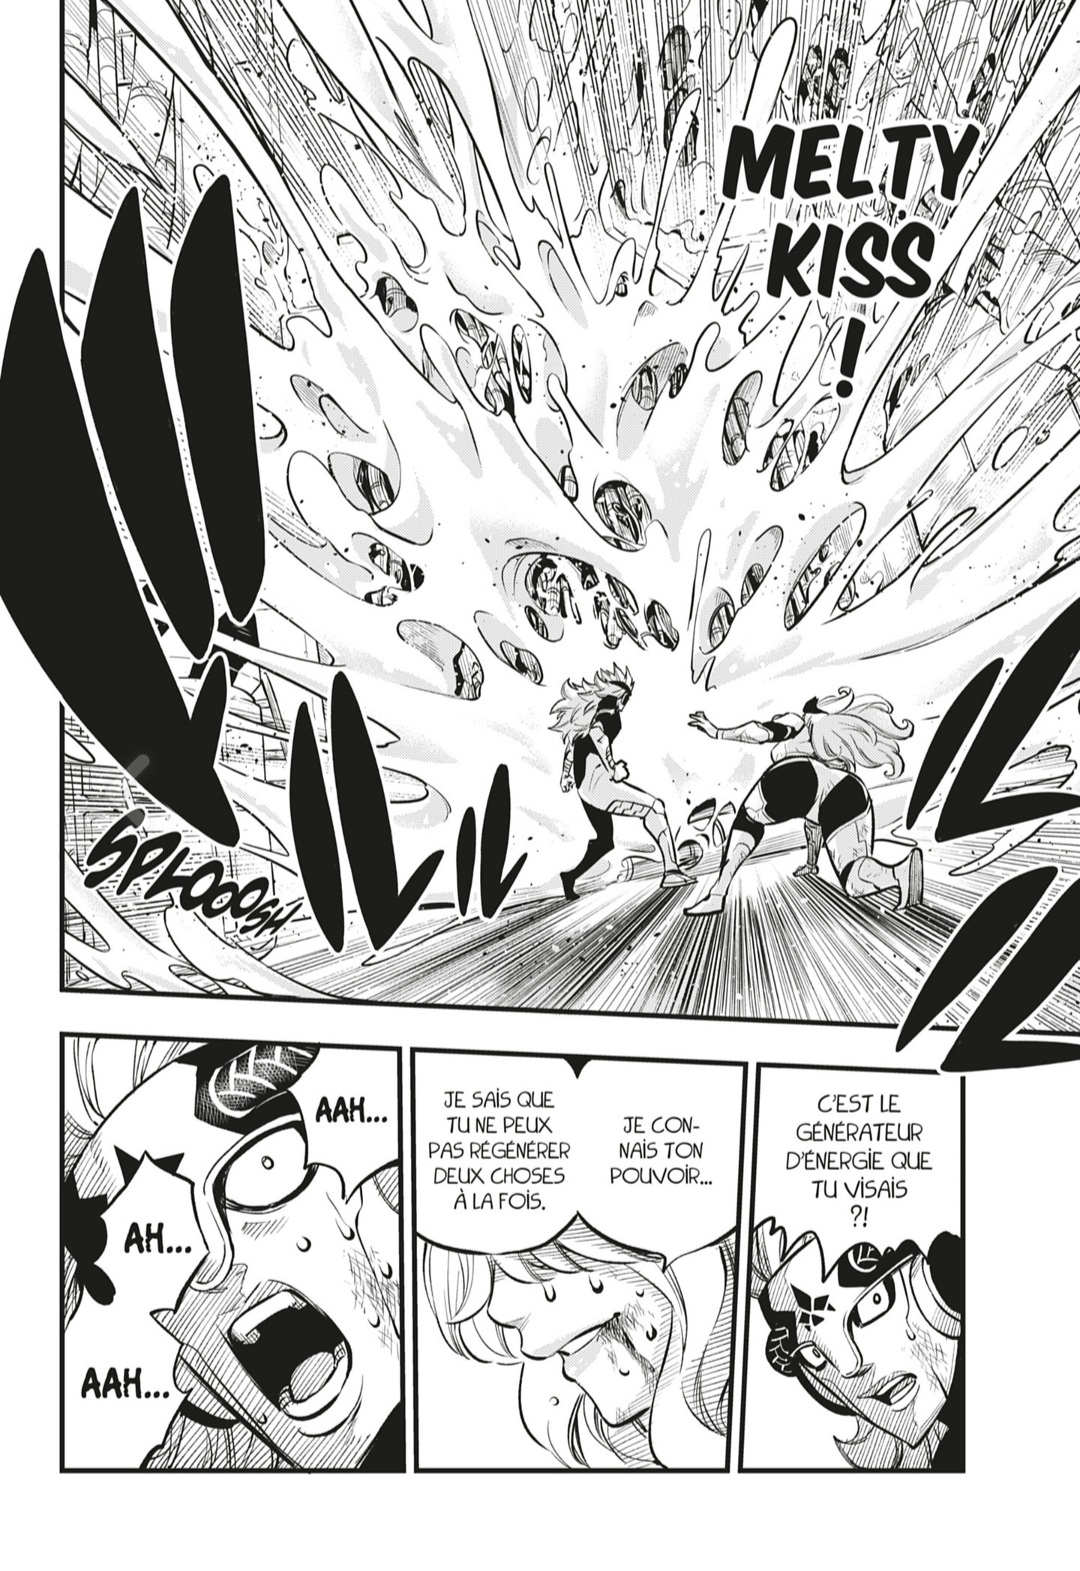 MELTY
KISS
!
SPLOOOSH
C'EST LE
GÉNÉRATEUR
D'ÉNERGIE QUE
TU VISAIS
?!
JE CON-
NAIS TON
POUVOIR...
JE SAIS QUE
TU NE PEUX
PAS RÉGÉNÉRER
DEUX CHOSES
À LA FOIS.
AAH...
AH...
AAH...